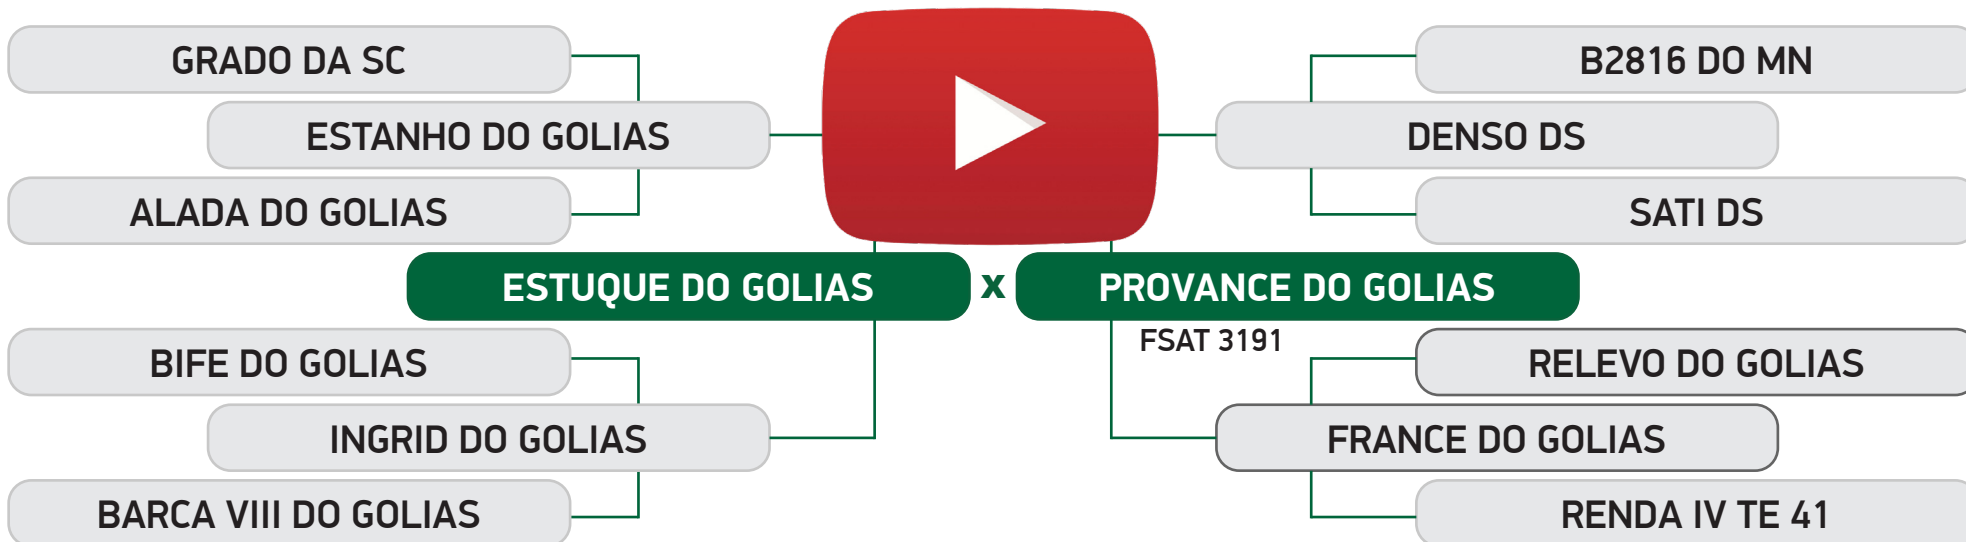 GRADO DA SC
B2816 DO MN
ESTANHO DO GOLIAS
DENSO DS
ALADA DO GOLIAS
SATI DS
ESTUQUE DO GOLIAS x PROVANCE DO GOLIAS
FSAT 3191
BIFE DO GOLIAS
RELEVO DO GOLIAS
INGRID DO GOLIAS
FRANCE DO GOLIAS
BARCA VIII DO GOLIAS
RENDA IV TE 41